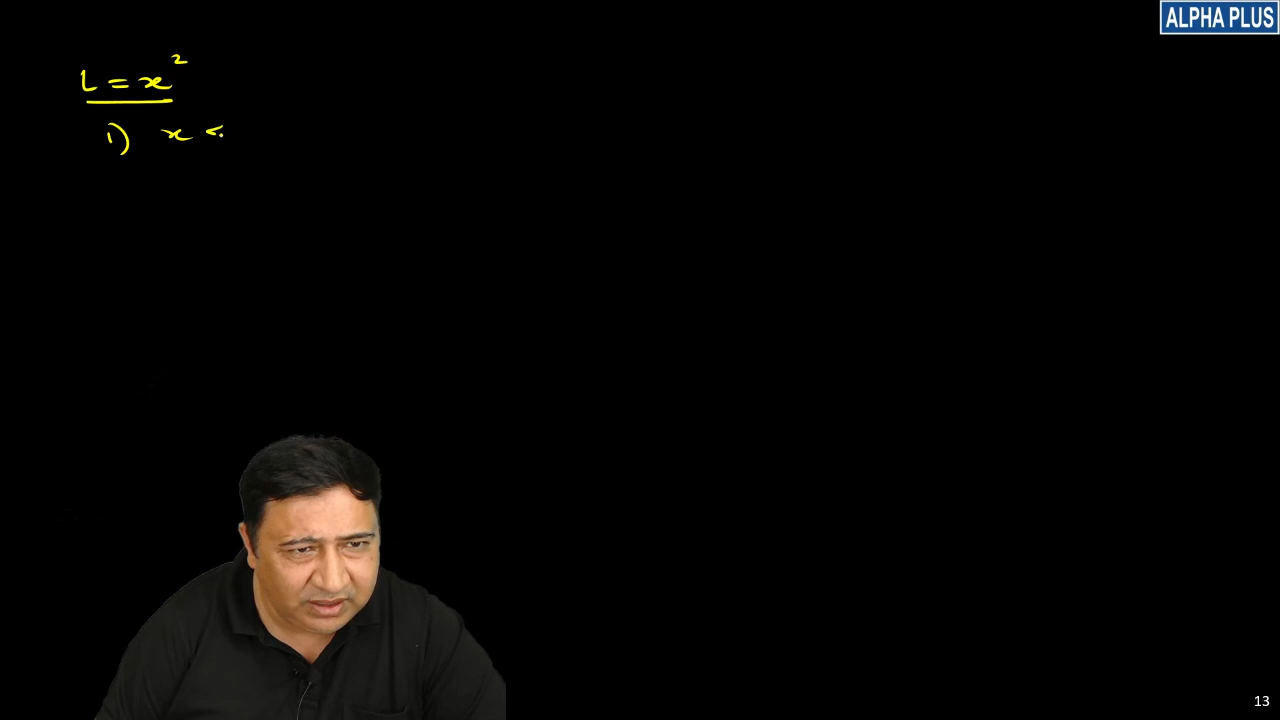 ALPHA PLUS
L = x²
1) x <
13